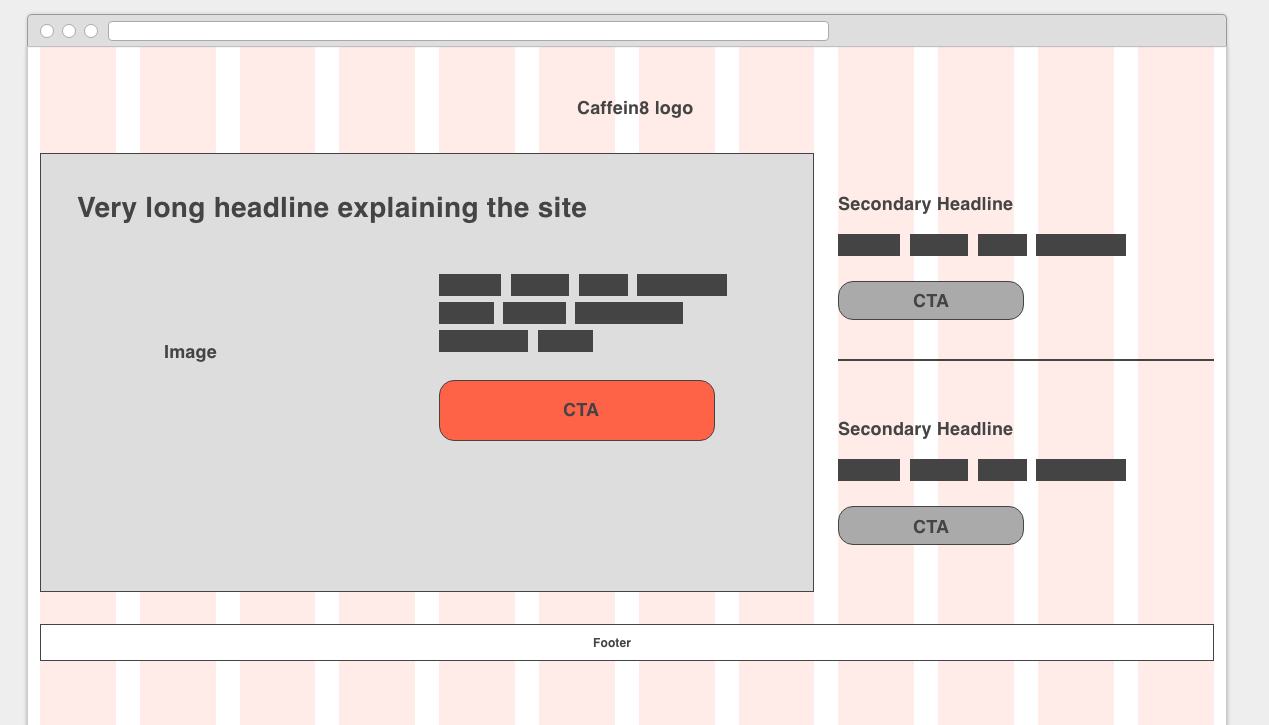 Caffein8 logo
Very long headline explaining the site
Image
CTA
Secondary Headline
CTA
Secondary Headline
CTA
Footer